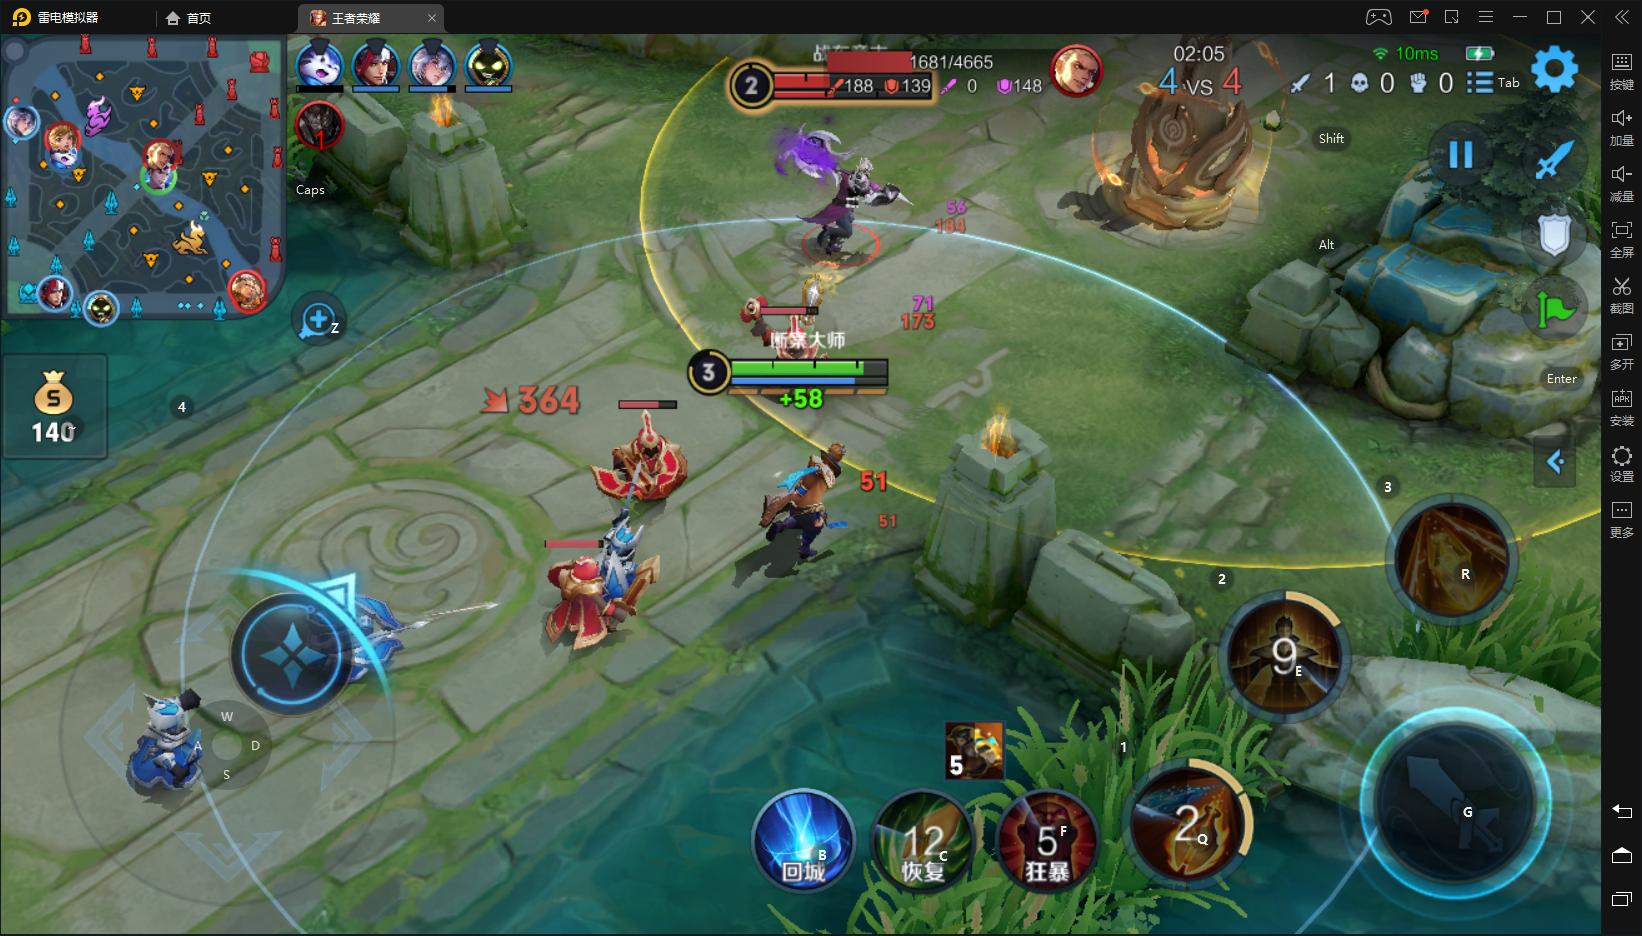 雷电模拟器
首页
王者荣耀
1681/4665
2
188
139
0
148
02:05
4 VS 4
10ms
1
0
0
Tab
1
Caps
Shift
Alt
Enter
Z
56
184
71
173
断案大师
3
+58
364
51
51
S
140
4
3
2
1
R
9
E
W
A
D
S
5
2
Q
G
B
回城
12
C
恢复
5
F
狂暴
按键
加量
减量
全屏
截图
多开
APK
安装
设置
更多